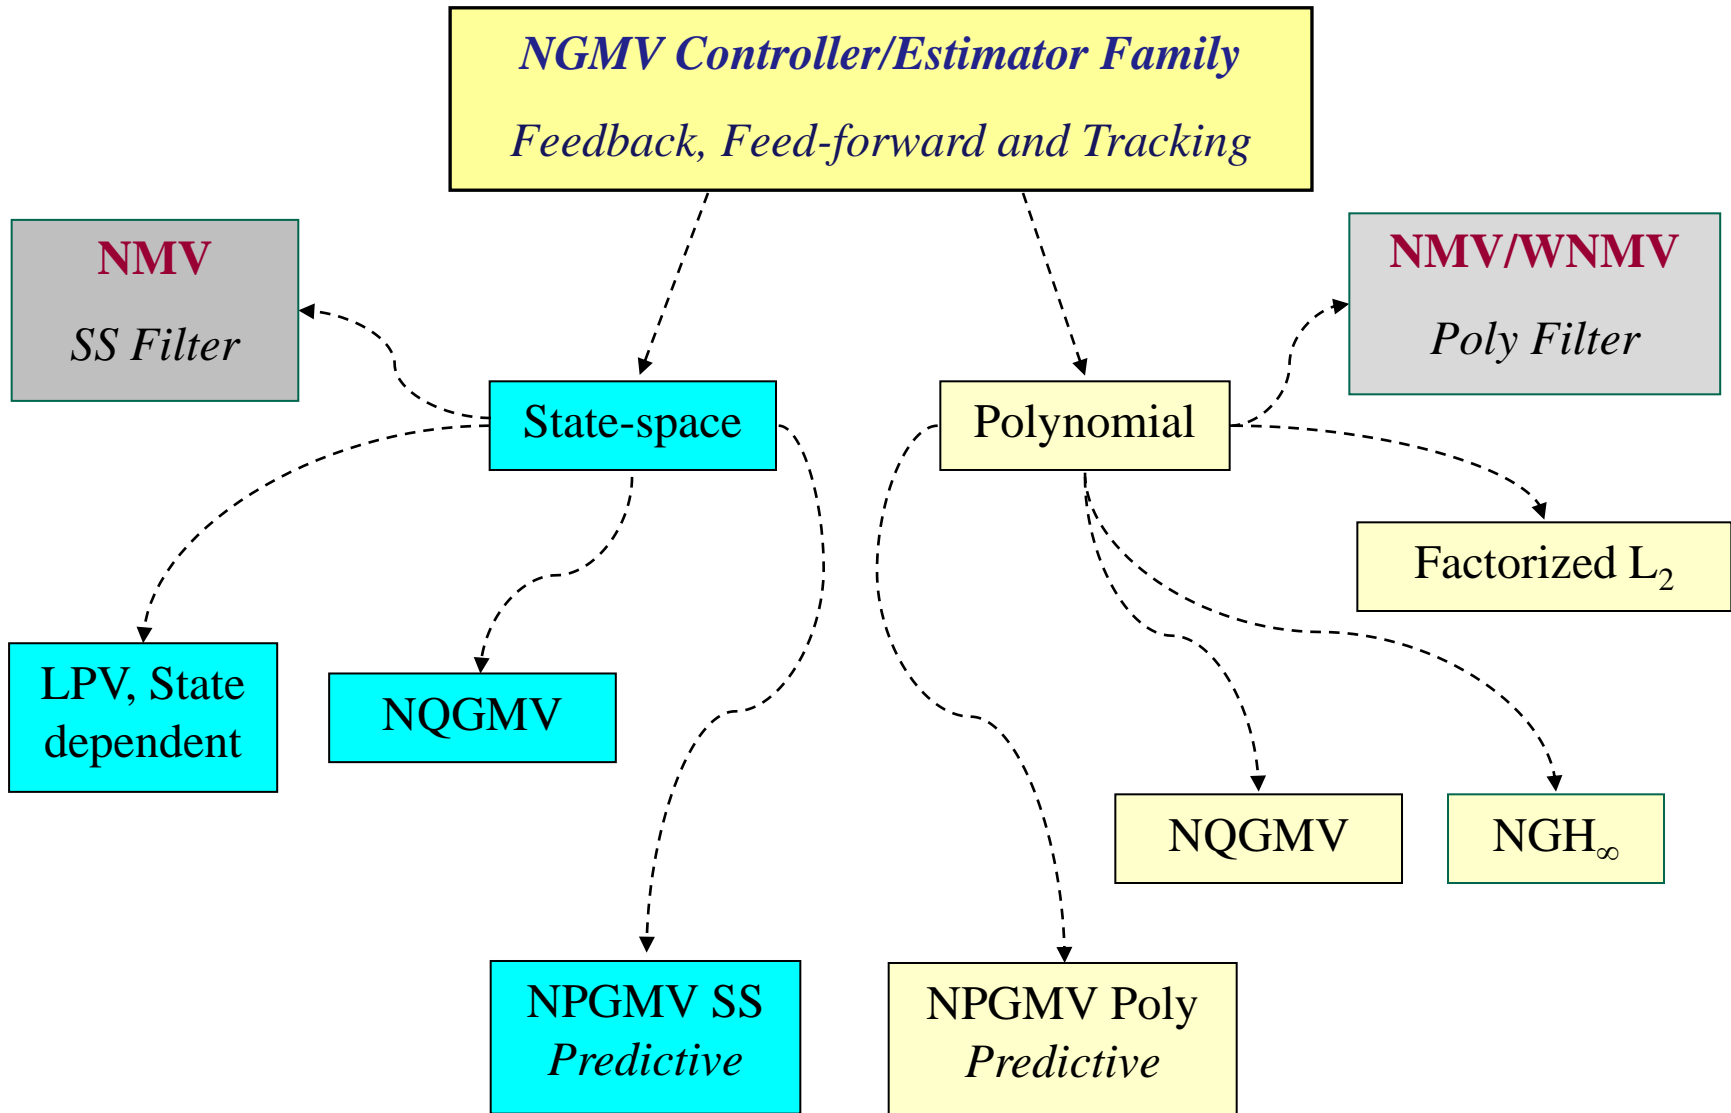 NGMV Controller/Estimator Family
Feedback, Feed-forward and Tracking
NMV
SS Filter
NMV/WNMV
Poly Filter
State-space
Polynomial
Factorized L₂
LPV, State
dependent
NQGMV
NQGMV
NGH∞
NPGMV SS
Predictive
NPGMV Poly
Predictive